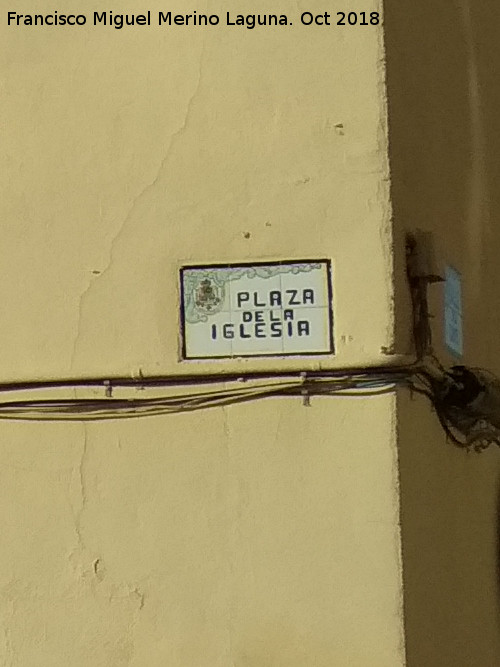 Francisco Miguel Merino Laguna. Oct 2018
PLAZA
DE LA
IGLESIA